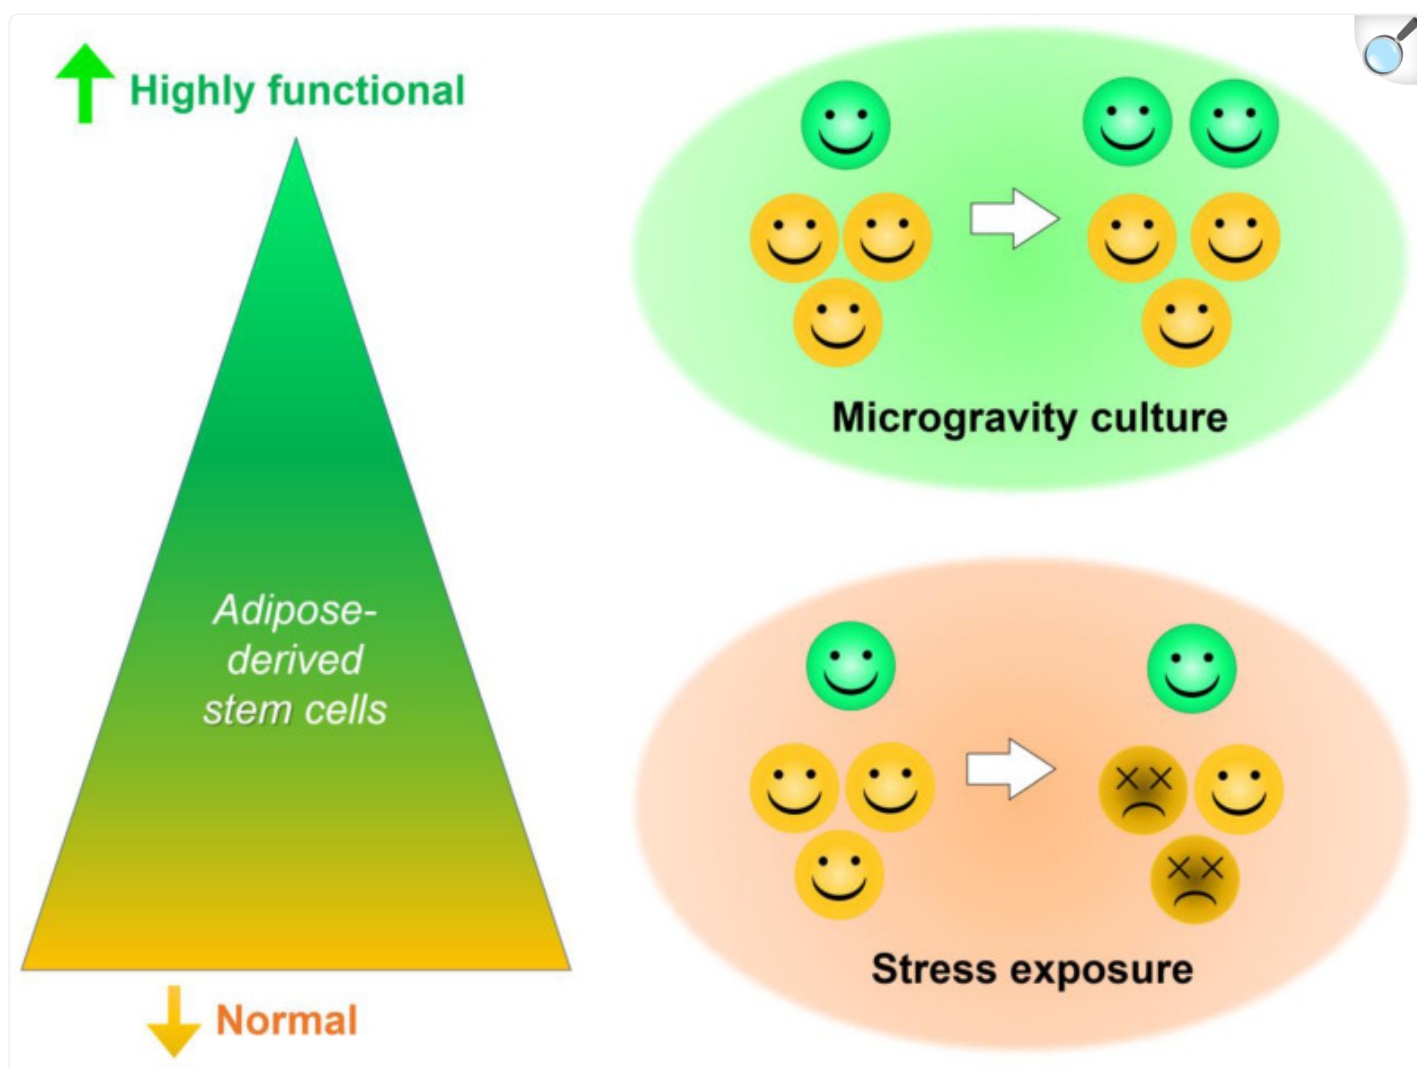 Highly functional
Adipose-
derived
stem cells
Normal
Microgravity culture
Stress exposure